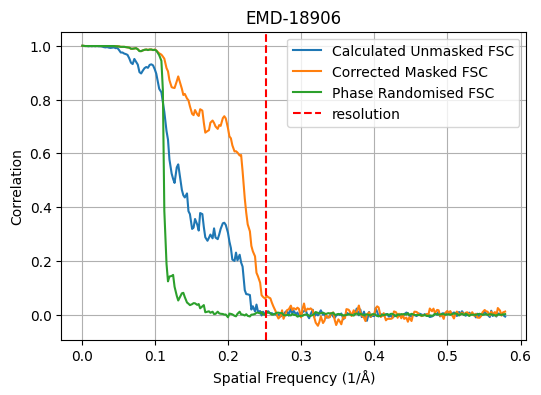 EMD-18906
Calculated Unmasked FSC
Corrected Masked FSC
Phase Randomised FSC
resolution
Correlation
1.0
0.8
0.6
0.4
0.2
0.0
0.0 0.1 0.2 0.3 0.4 0.5 0.6
Spatial Frequency (1/Å)